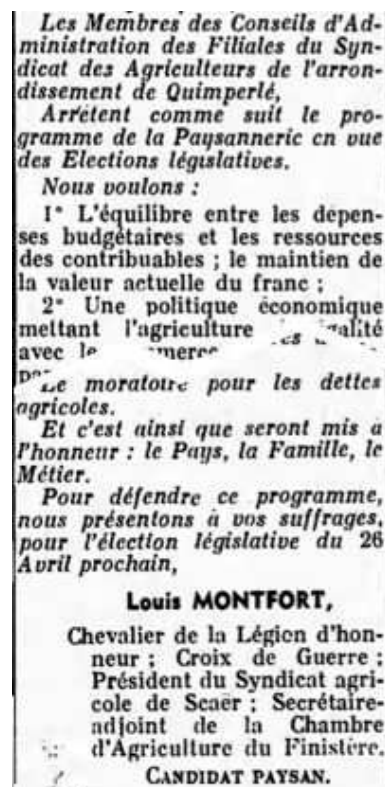 Les Membres des Conseils d'Ad-
ministration des Filiales du Syn-
dicat des Agriculteurs de l'arron-
dissement de Quimperlé,
Arrêtent comme suit le pro-
gramme de la Paysannerie en vue
des Elections législatives.
Nous voulons :
1° L'équilibre entre les dépen-
ses budgétaires et les ressources
des contribuables ; le maintien de
la valeur actuelle du franc ;
2° Une politique économique
mettant l'agriculture
avec
moratoire pour les dettes
agricoles.
Et c'est ainsi que seront mis à
l'honneur : le Pays, la Famille, le
Métier.
Pour défendre ce programme,
nous présentons à vos suffrages,
pour l'élection législative du 26
Avril prochain,
Louis MONTFORT,
Chevalier de la Légion d'hon-
neur ; Croix de Guerre ;
Président du Syndicat agri-
cole de Scaër ; Secrétaire-
adjoint de la Chambre
d'Agriculture du Finistère.
CANDIDAT PAYSAN.